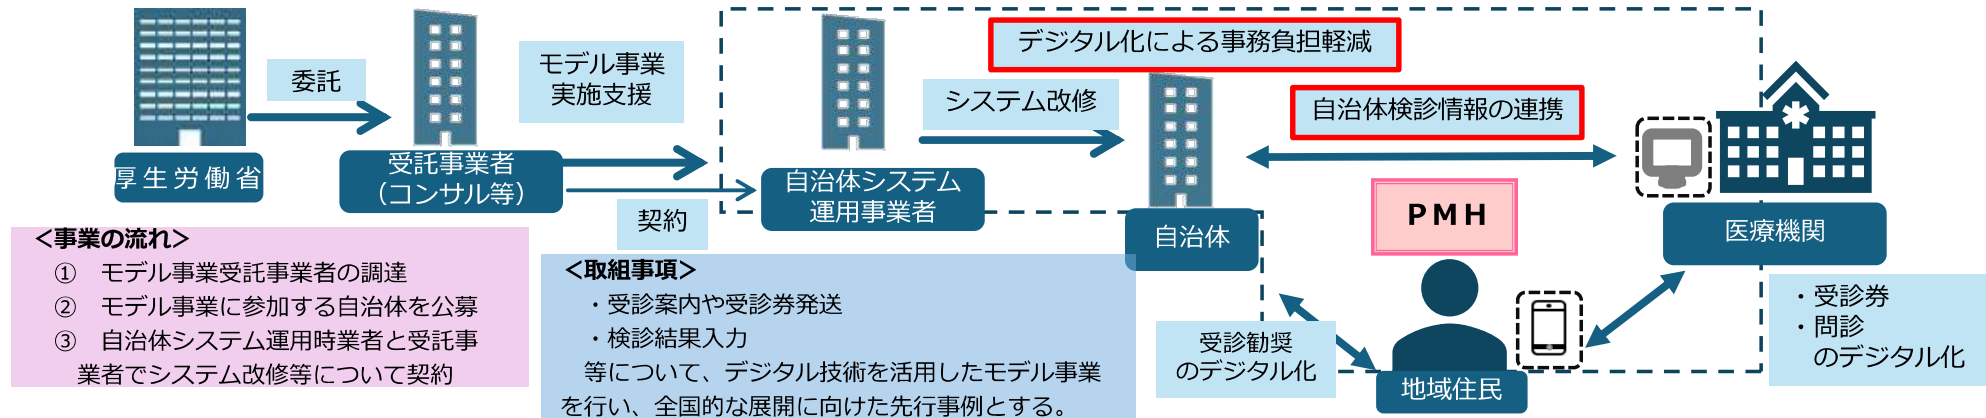 厚生労働省
委託
受託事業者
（コンサル等）
モデル事業
実施支援
契約
自治体システム
運用事業者
システム改修
デジタル化による事務負担軽減
自治体
自治体検診情報の連携
PMH
医療機関
・受診券
・問診
のデジタル化
受診勧奨
のデジタル化
地域住民
＜事業の流れ＞
① モデル事業受託事業者の調達
② モデル事業に参加する自治体を公募
③ 自治体システム運用時業者と受託事
業者でシステム改修等について契約
＜取組事項＞
・受診案内や受診券発送
・検診結果入力
等について、デジタル技術を活用したモデル事業
を行い、全国的な展開に向けた先行事例とする。